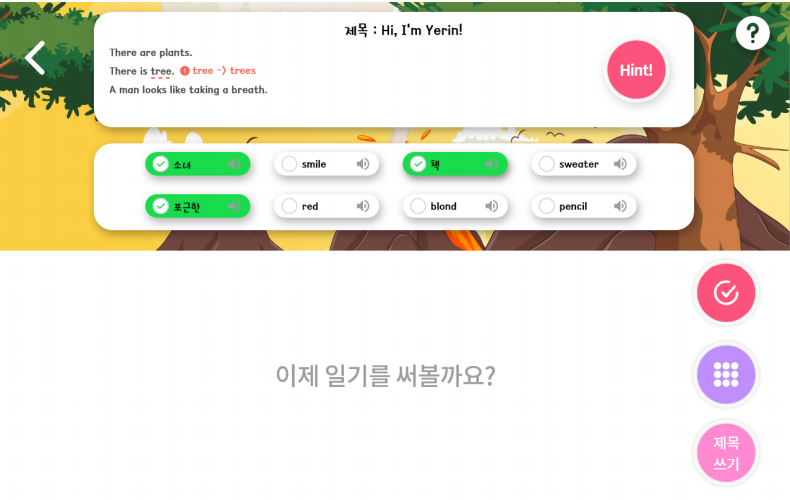 제목 : Hi, I'm Yerin!
There are plants.
There is tree. ! tree -> trees
A man looks like taking a breath.
Hint!
?
소녀 smile 책 sweater
포근한 red blond pencil
이제 일기를 써볼까요?
제목
쓰기